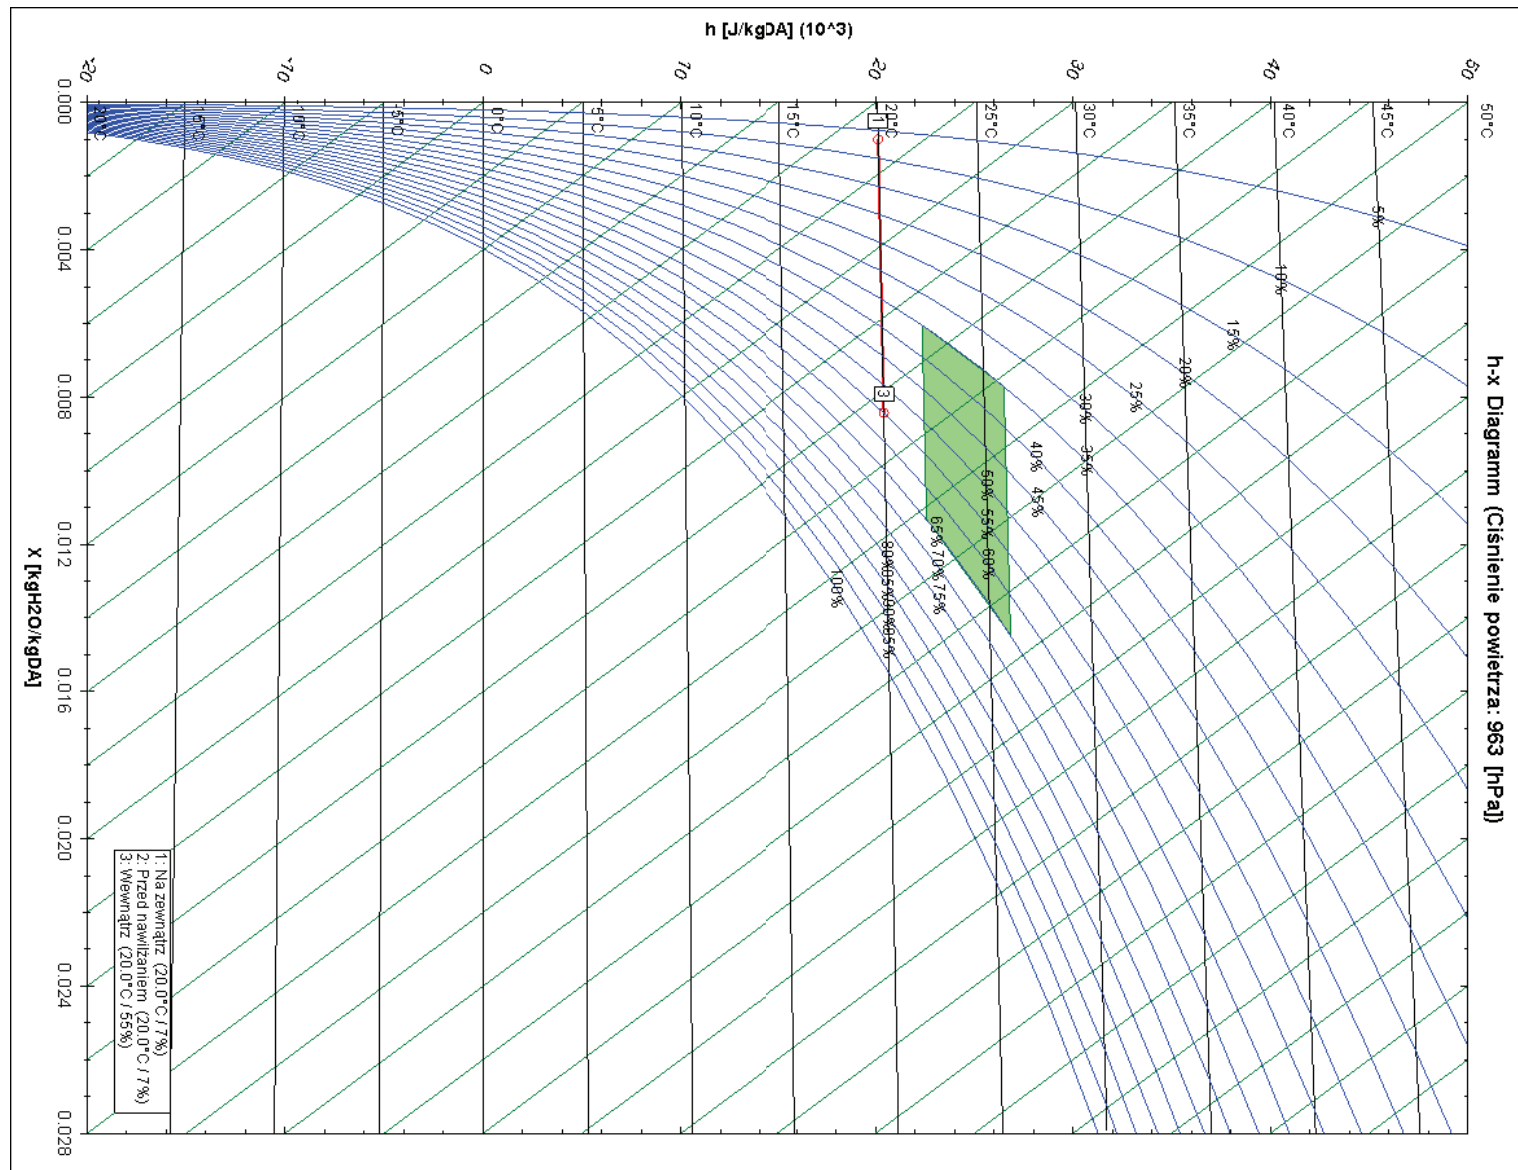 h-x Diagramm (Ciśnienie powietrza: 963 [hPa])
h [J/kgDA] (10^3)
50
40
30
20
10
0
-10
-20
50°C
45°C
40°C
35°C
30°C
25°C
20°C
15°C
10°C
5°C
0°C
-5°C
-10°C
-15°C
-20°C
5%
10%
15%
20%
25%
30%
35%
40%
45%
50%
55%
60%
65%
70%
75%
80%
85%
90%
95%
100%
1
3
0.000
0.004
0.008
0.012
0.016
0.020
0.024
0.028
X [kgH2O/kgDA]
1: Na zewnątrz (20.0°C / 7%)
2: Przed nawilżaniem (20.0°C / 7%)
3: Wewnątrz (20.0°C / 55%)